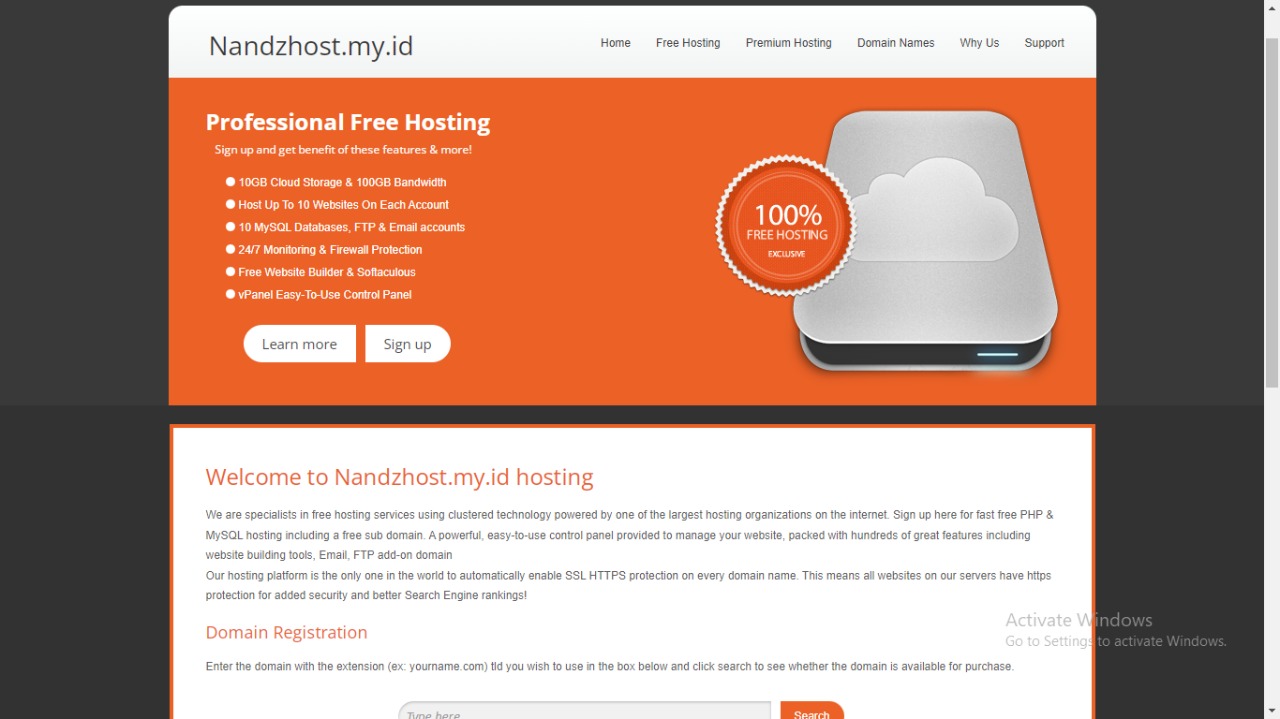 Nandzhost.my.id
Home Free Hosting Premium Hosting Domain Names Why Us Support
Professional Free Hosting
Sign up and get benefit of these features & more!
10GB Cloud Storage & 100GB Bandwidth
Host Up To 10 Websites On Each Account
10 MySQL Databases, FTP & Email accounts
24/7 Monitoring & Firewall Protection
Free Website Builder & Softaculous
vPanel Easy-To-Use Control Panel
Learn more Sign up
100%
FREE HOSTING
EXCLUSIVE
Welcome to Nandzhost.my.id hosting
We are specialists in free hosting services using clustered technology powered by one of the largest hosting organizations on the internet. Sign up here for fast free PHP &
MySQL hosting including a free sub domain. A powerful, easy-to-use control panel provided to manage your website, packed with hundreds of great features including
website building tools, Email, FTP add-on domain
Our hosting platform is the only one in the world to automatically enable SSL HTTPS protection on every domain name. This means all websites on our servers have https
protection for added security and better Search Engine rankings!
Domain Registration
Enter the domain with the extension (ex: yourname.com) tld you wish to use in the box below and click search to see whether the domain is available for purchase.
Type here
Search
Activate Windows
Go to Settings to activate Windows.